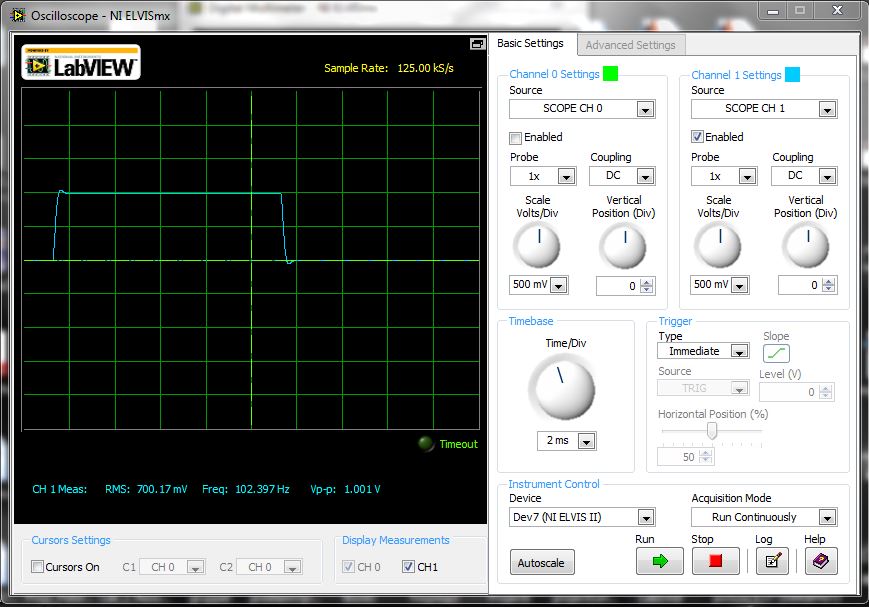 Oscilloscope - NI ELVISmx
POWERED BY
LabVIEW
Sample Rate: 125.00 kS/s
Timeout
CH 1 Meas: RMS: 700.17 mV Freq: 102.397 Hz Vp-p: 1.001 V
Cursors Settings
Cursors On C1 CH 0 C2 CH 0
Display Measurements
CH 0 CH1
Basic Settings Advanced Settings
Channel 0 Settings
Source
SCOPE CH 0
Enabled
Probe Coupling
1x DC
Scale Vertical
Volts/Div Position (Div)
500 mV 0
Channel 1 Settings
Source
SCOPE CH 1
Enabled
Probe Coupling
1x DC
Scale Vertical
Volts/Div Position (Div)
500 mV 0
Timebase
Time/Div
2 ms
Trigger
Type Slope
Immediate
Source Level (V)
TRIG 0
Horizontal Position (%)
50
Instrument Control
Device Acquisition Mode
Dev7 (NI ELVIS II) Run Continuously
Run Stop Log Help
Autoscale